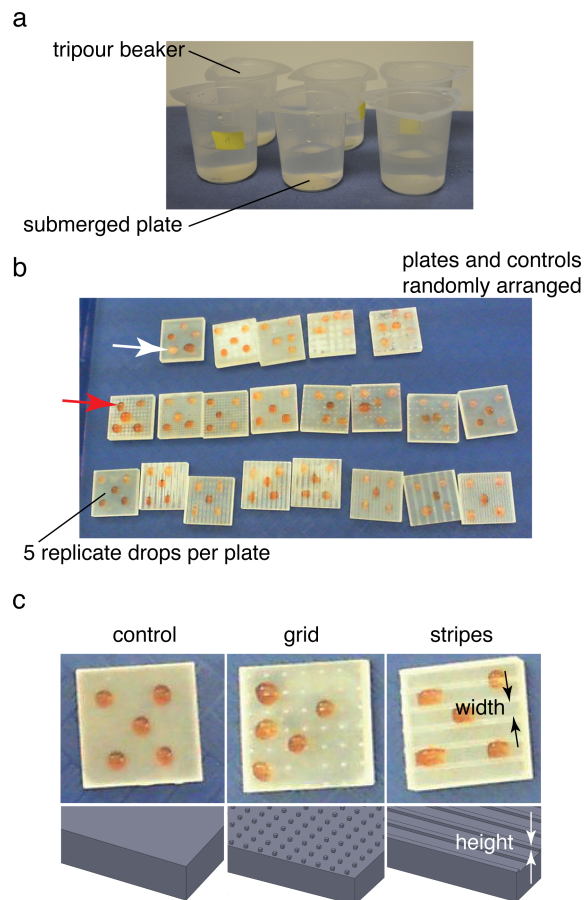 a
tripour beaker
submerged plate
b
plates and controls
randomly arranged
5 replicate drops per plate
c
control
grid
stripes
width
height